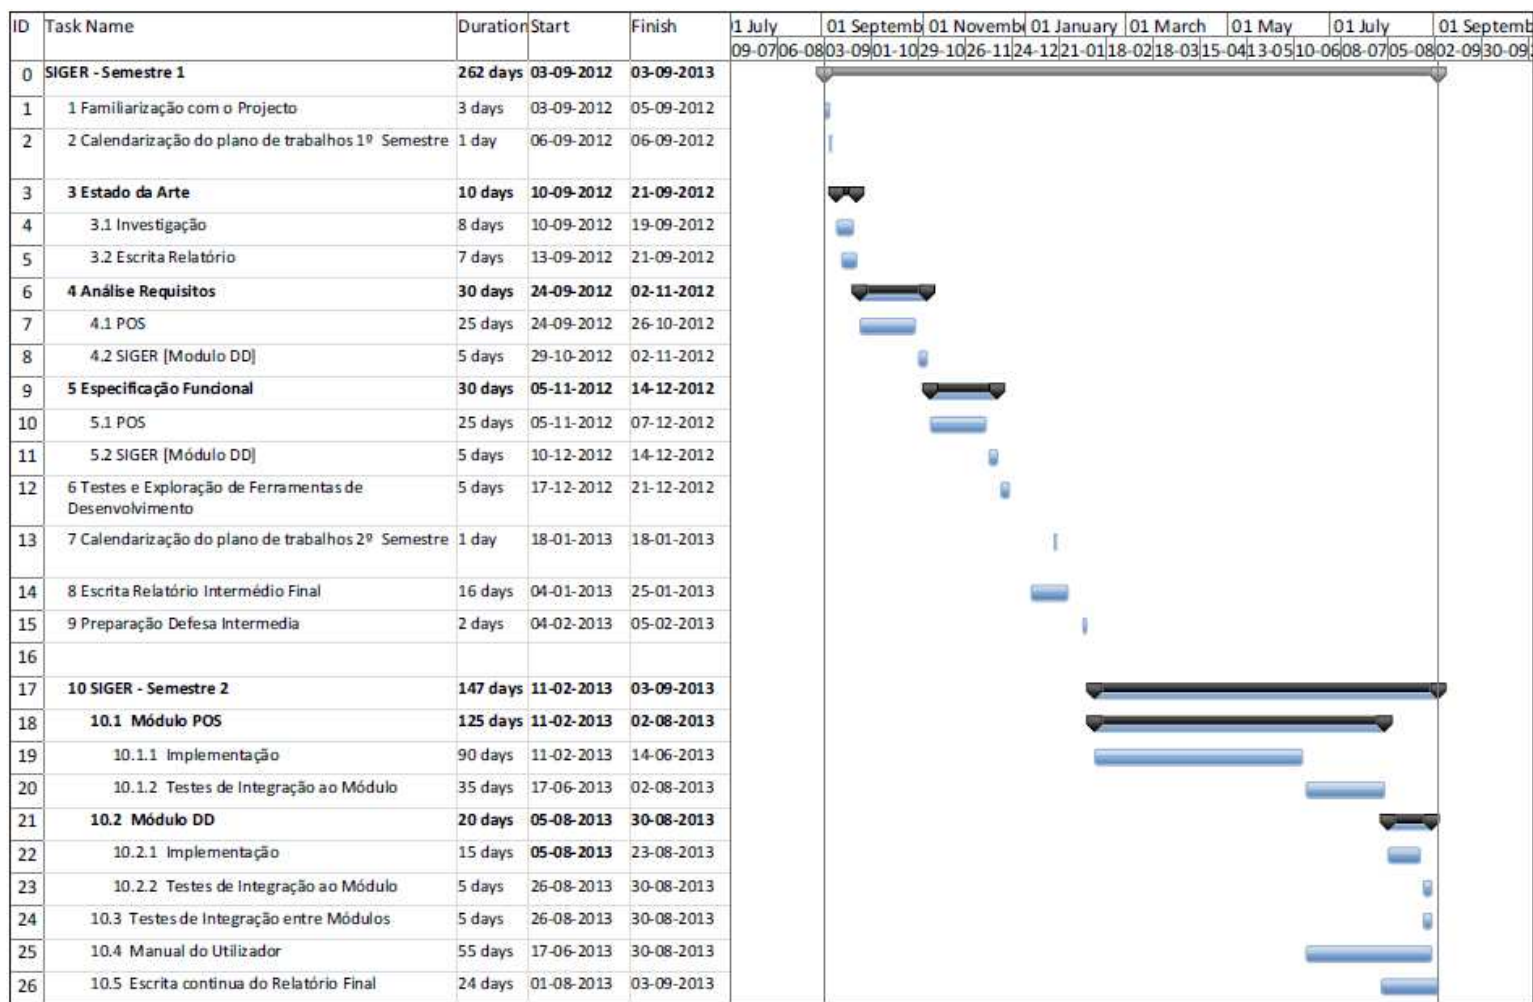 ID Task Name Duration Start Finish 01 July 01 Septemb 01 Novembe 01 January 01 March 01 May 01 July 01 Septemb
09-07 06-08 03-09 01-10 29-10 26-11 24-12 21-01 18-02 18-03 15-04 13-05 10-06 08-07 05-08 02-09 30-09
0 SIGER - Semestre 1 262 days 03-09-2012 03-09-2013
1 1 Familiarização com o Projecto 3 days 03-09-2012 05-09-2012
2 2 Calendarização do plano de trabalhos 1º Semestre 1 day 06-09-2012 06-09-2012
3 3 Estado da Arte 10 days 10-09-2012 21-09-2012
4 3.1 Investigação 8 days 10-09-2012 19-09-2012
5 3.2 Escrita Relatório 7 days 13-09-2012 21-09-2012
6 4 Análise Requisitos 30 days 24-09-2012 02-11-2012
7 4.1 POS 25 days 24-09-2012 26-10-2012
8 4.2 SIGER [Modulo DD] 5 days 29-10-2012 02-11-2012
9 5 Especificação Funcional 30 days 05-11-2012 14-12-2012
10 5.1 POS 25 days 05-11-2012 07-12-2012
11 5.2 SIGER [Módulo DD] 5 days 10-12-2012 14-12-2012
12 6 Testes e Exploração de Ferramentas de 5 days 17-12-2012 21-12-2012
Desenvolvimento
13 7 Calendarização do plano de trabalhos 2º Semestre 1 day 18-01-2013 18-01-2013
14 8 Escrita Relatório Intermédio Final 16 days 04-01-2013 25-01-2013
15 9 Preparação Defesa Intermedia 2 days 04-02-2013 05-02-2013
16
17 10 SIGER - Semestre 2 147 days 11-02-2013 03-09-2013
18 10.1 Módulo POS 125 days 11-02-2013 02-08-2013
19 10.1.1 Implementação 90 days 11-02-2013 14-06-2013
20 10.1.2 Testes de Integração ao Módulo 35 days 17-06-2013 02-08-2013
21 10.2 Módulo DD 20 days 05-08-2013 30-08-2013
22 10.2.1 Implementação 15 days 05-08-2013 23-08-2013
23 10.2.2 Testes de Integração ao Módulo 5 days 26-08-2013 30-08-2013
24 10.3 Testes de Integração entre Módulos 5 days 26-08-2013 30-08-2013
25 10.4 Manual do Utilizador 55 days 17-06-2013 30-08-2013
26 10.5 Escrita continua do Relatório Final 24 days 01-08-2013 03-09-2013